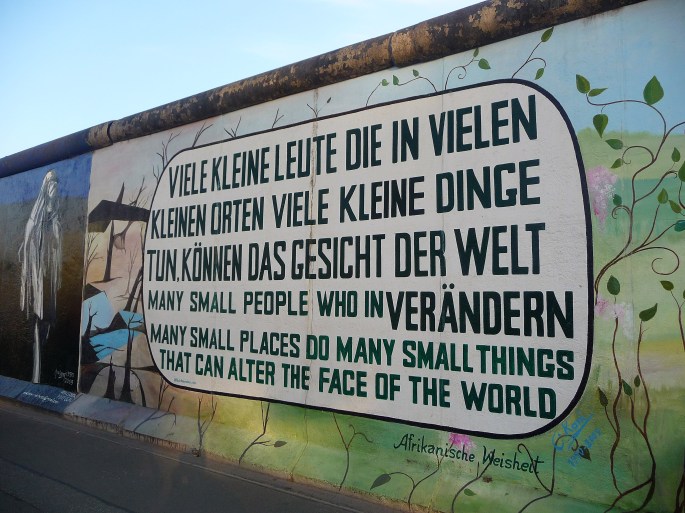 VIELE KLEINE LEUTE DIE IN VIELEN
KLEINEN ORTEN VIELE KLEINE DINGE
TUN, KÖNNEN DAS GESICHT DER WELT
VERÄNDERN
MANY SMALL PEOPLE WHO IN
MANY SMALL PLACES DO MANY SMALL THINGS
THAT CAN ALTER THE FACE OF THE WORLD
Afrikanische Weisheit